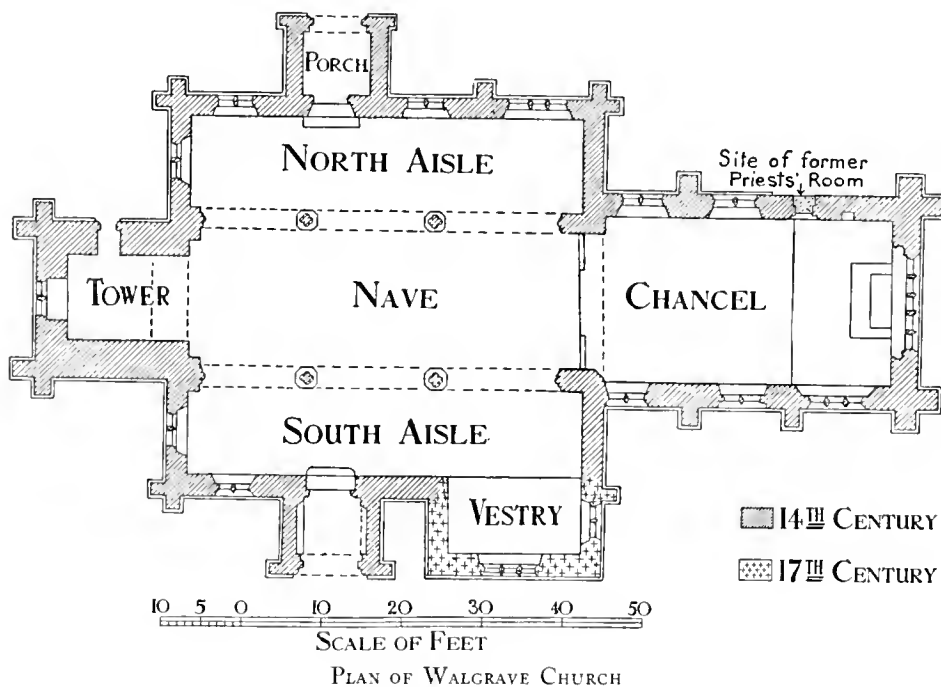 PORCH
NORTH AISLE
Site of former
Priests' Room
TOWER
NAVE
CHANCEL
SOUTH AISLE
VESTRY
14TH CENTURY
17TH CENTURY
10 5 0 10 20 30 40 50
SCALE OF FEET
PLAN OF WALGRAVE CHURCH